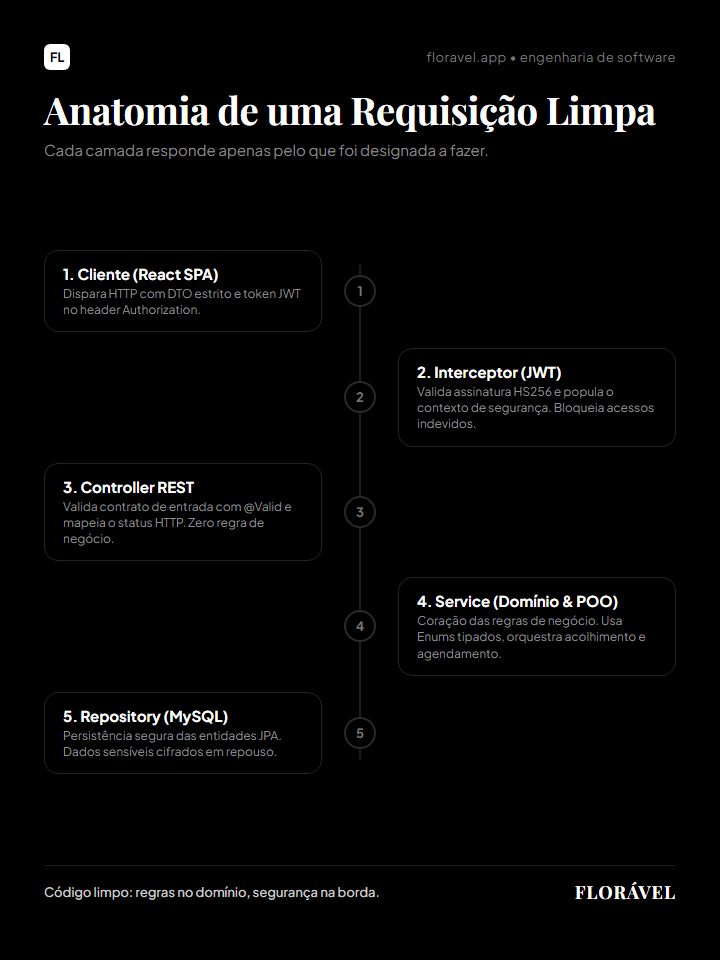 FL
floravel.app • engenharia de software
Anatomia de uma Requisição Limpa
Cada camada responde apenas pelo que foi designada a fazer.
1. Cliente (React SPA)
Dispara HTTP com DTO estrito e token JWT
no header Authorization.
1
2. Interceptor (JWT)
Valida assinatura HS256 e popula o
contexto de segurança. Bloqueia acessos
indevidos.
2
3. Controller REST
Valida contrato de entrada com @Valid e
mapeia o status HTTP. Zero regra de
negócio.
3
4. Service (Domínio & POO)
Coração das regras de negócio. Usa
Enums tipados, orquestra acolhimento e
agendamento.
4
5. Repository (MySQL)
Persistência segura das entidades JPA.
Dados sensíveis cifrados em repouso.
5
Código limpo: regras no domínio, segurança na borda.
FLORÁVEL